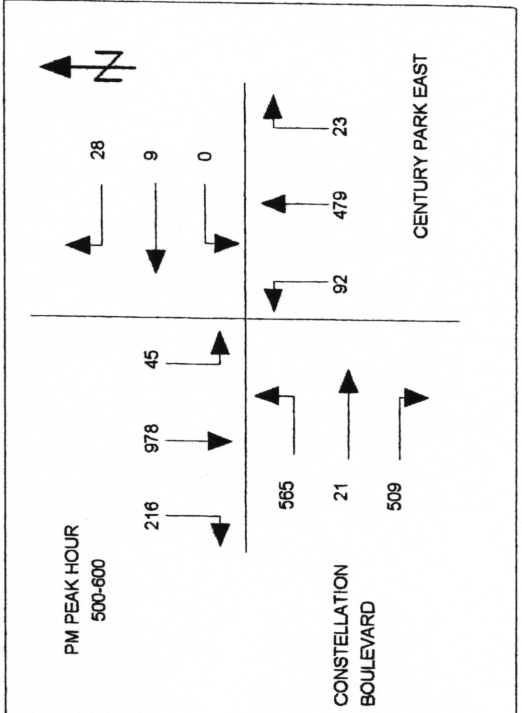 PM PEAK HOUR
500-600
216
978
45
28
9
0
N
CONSTELLATION
BOULEVARD
565
21
509
92
479
23
CENTURY PARK EAST